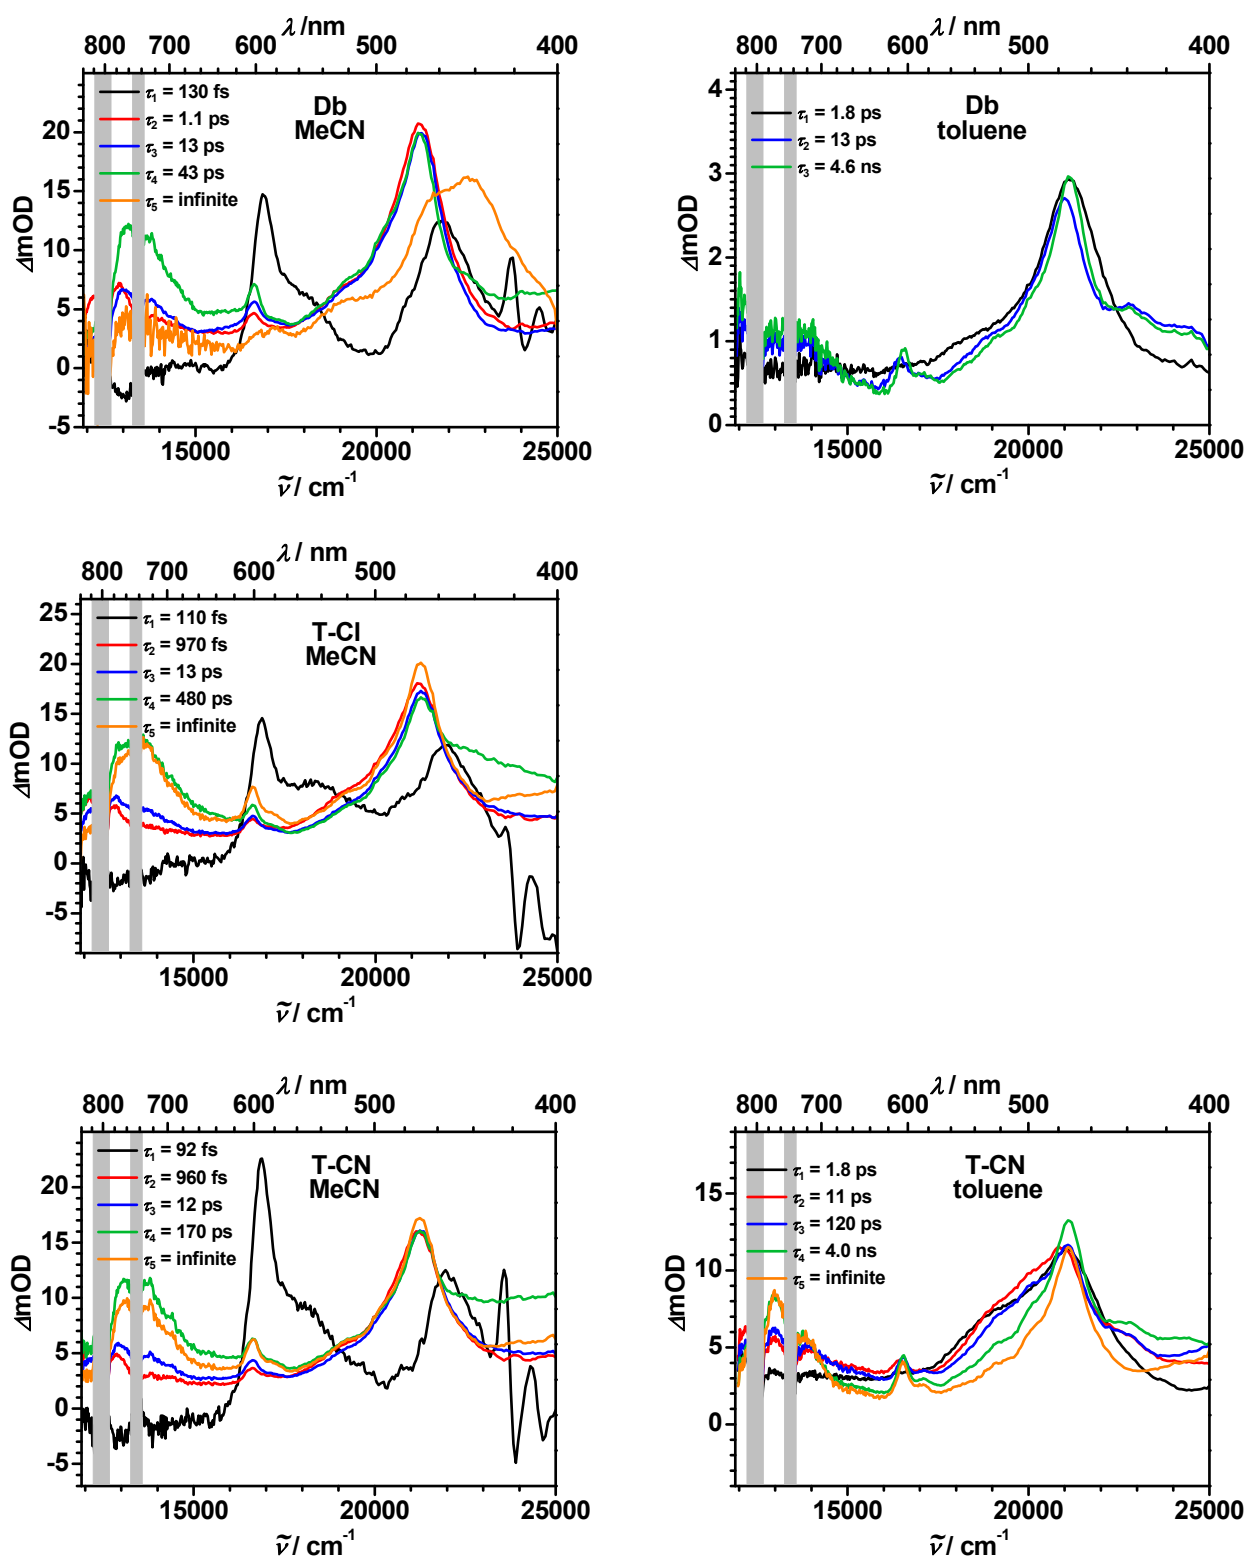 λ /nm
800 700 600 500 400
τ1 = 130 fs
τ2 = 1.1 ps
τ3 = 13 ps
τ4 = 43 ps
τ5 = infinite
Db
MeCN
ΔmOD
20
15
10
5
0
-5
15000 20000 25000
ṽ / cm⁻¹
λ / nm
800 700 600 500 400
τ1 = 1.8 ps
τ2 = 13 ps
τ3 = 4.6 ns
Db
toluene
ΔmOD
4
3
2
1
0
15000 20000 25000
ṽ / cm⁻¹
λ / nm
800 700 600 500 400
τ1 = 110 fs
τ2 = 970 fs
τ3 = 13 ps
τ4 = 480 ps
τ5 = infinite
T-Cl
MeCN
ΔmOD
25
20
15
10
5
0
-5
15000 20000 25000
ṽ / cm⁻¹
λ / nm
800 700 600 500 400
τ1 = 92 fs
τ2 = 960 fs
τ3 = 12 ps
τ4 = 170 ps
τ5 = infinite
T-CN
MeCN
ΔmOD
20
15
10
5
0
-5
15000 20000 25000
ṽ / cm⁻¹
λ / nm
800 700 600 500 400
τ1 = 1.8 ps
τ2 = 11 ps
τ3 = 120 ps
τ4 = 4.0 ns
τ5 = infinite
T-CN
toluene
ΔmOD
15
10
5
0
15000 20000 25000
ṽ / cm⁻¹